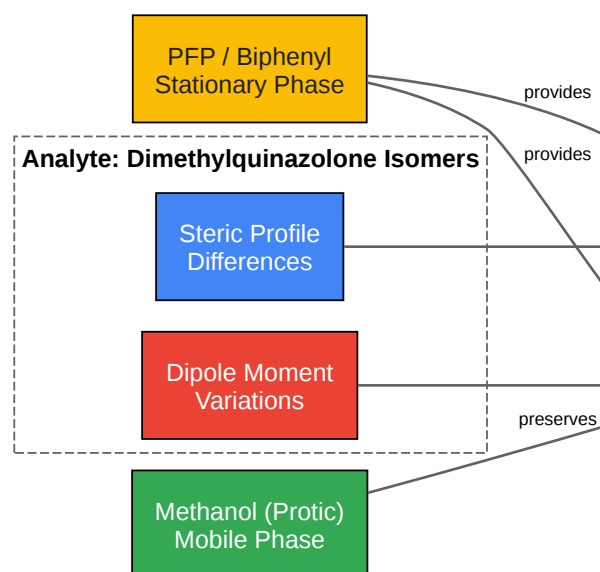 PFP / Biphenyl
Stationary Phase
provides
provides
Analyte: Dimethylquinazolone Isomers
Steric Profile
Differences
Dipole Moment
Variations
preserves
Methanol (Protic)
Mobile Phase